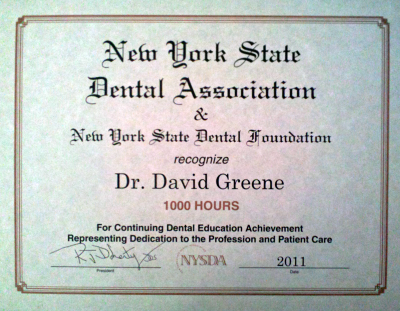 New York State
Dental Association
&
New York State Dental Foundation
recognize
Dr. David Greene
1000 HOURS
For Continuing Dental Education Achievement
Representing Dedication to the Profession and Patient Care
NYSDA 2011
President Date